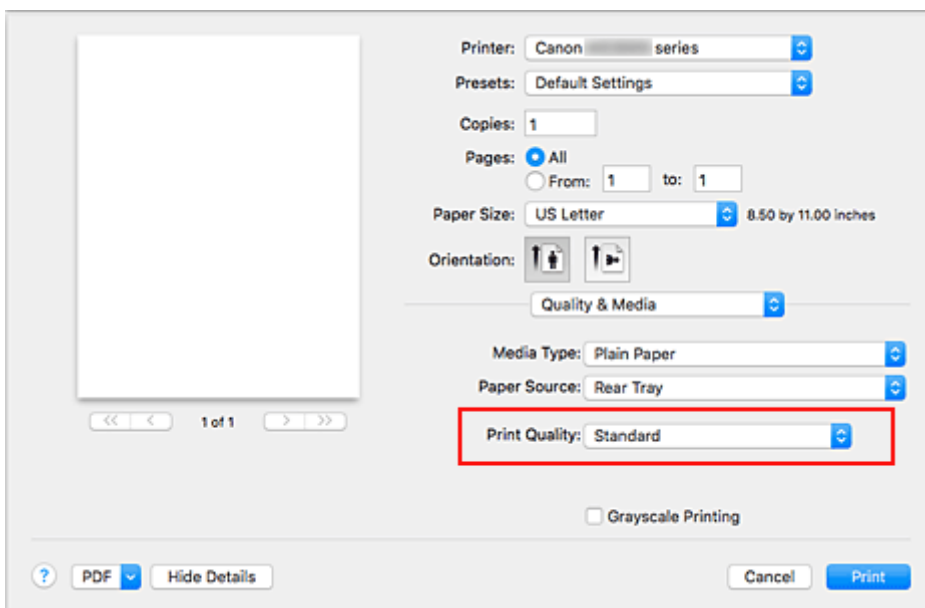 Printer: Canon series
Presets: Default Settings
Copies: 1
Pages: All
From: 1 to: 1
Paper Size: US Letter 8.50 by 11.00 inches
Orientation:
Quality & Media
Media Type: Plain Paper
Paper Source: Rear Tray
1 of 1
Print Quality: Standard
Grayscale Printing
? PDF Hide Details Cancel Print